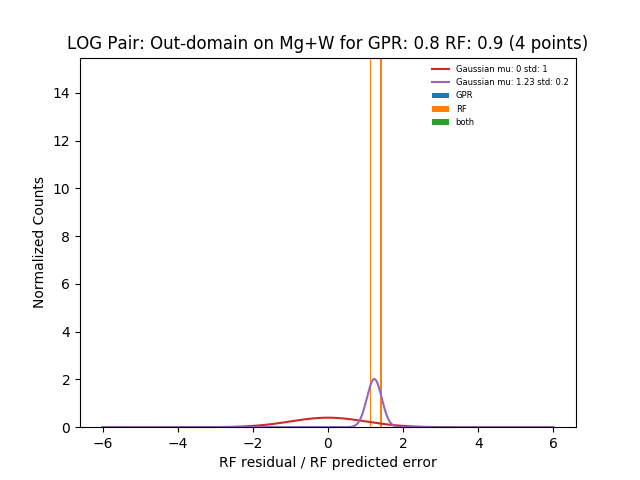 LOG Pair: Out-domain on Mg+W for GPR: 0.8 RF: 0.9 (4 points)
Gaussian mu: 0 std: 1
Gaussian mu: 1.23 std: 0.2
GPR
RF
both
14
12
10
8
6
4
2
0
Normalized Counts
−6
−4
−2
0
2
4
6
RF residual / RF predicted error